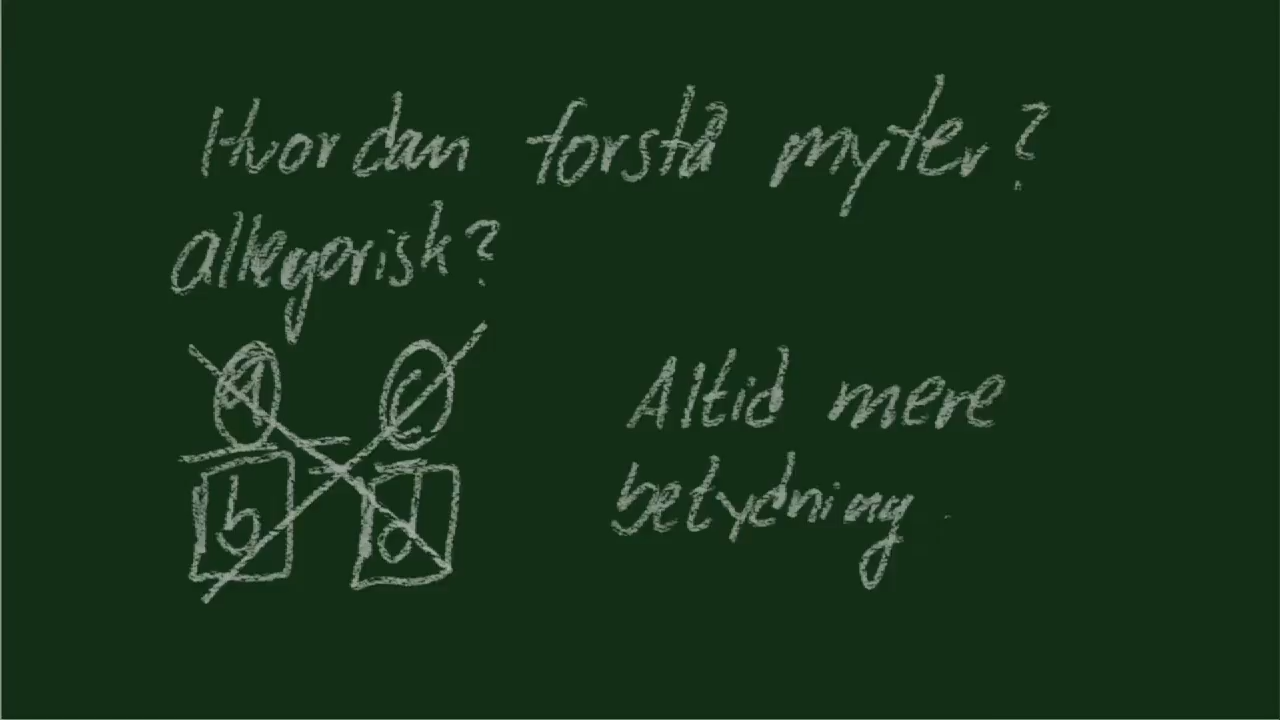 Hvordan forstå myter?
allegorisk?
a c
=
b d
Altid mere
betydning.